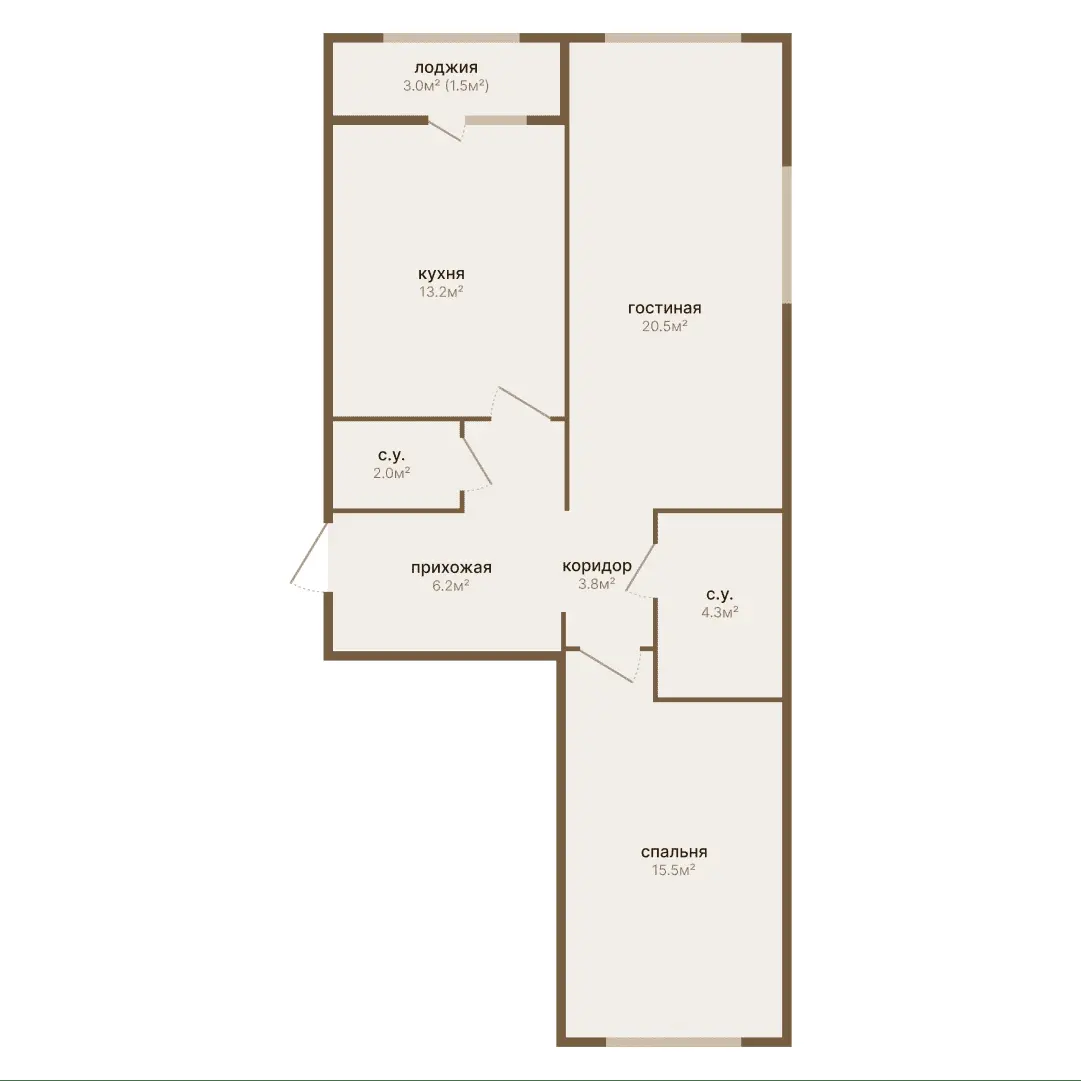 лоджия
3.0м² (1.5м²)
кухня
13.2м²
гостиная
20.5м²
с.у.
2.0м²
прихожая
6.2м²
коридор
3.8м²
с.у.
4.3м²
спальня
15.5м²